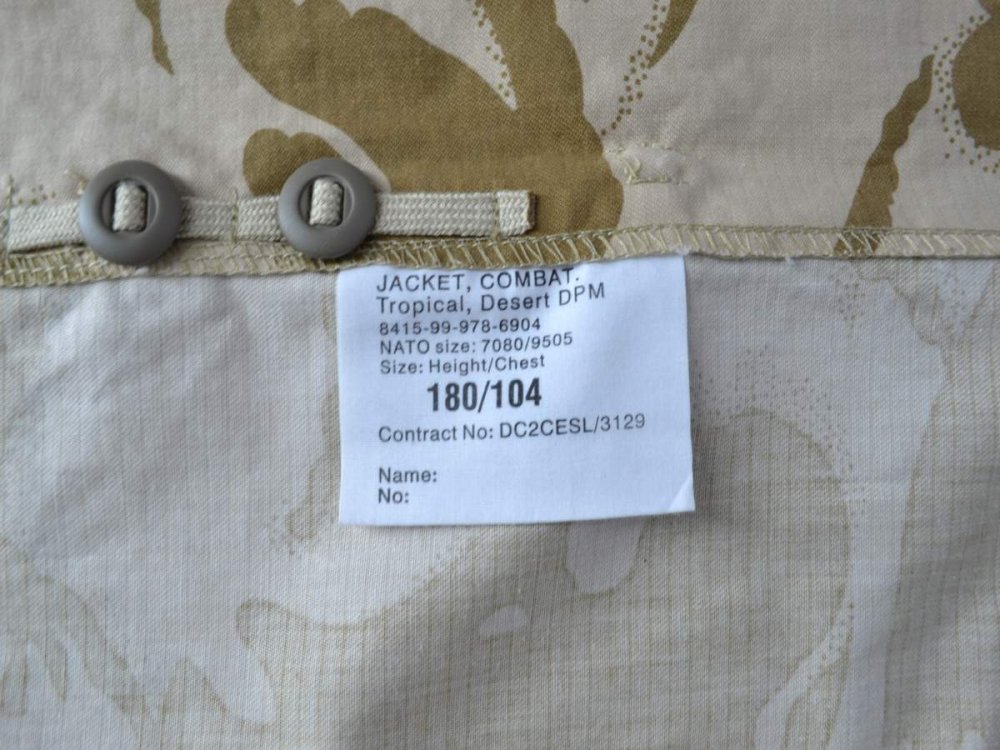 JACKET, COMBAT.
Tropical, Desert DPM
8415-99-978-6904
NATO size: 7080/9505
Size: Height/Chest
180/104
Contract No: DC2CESL/3129
Name:
No: